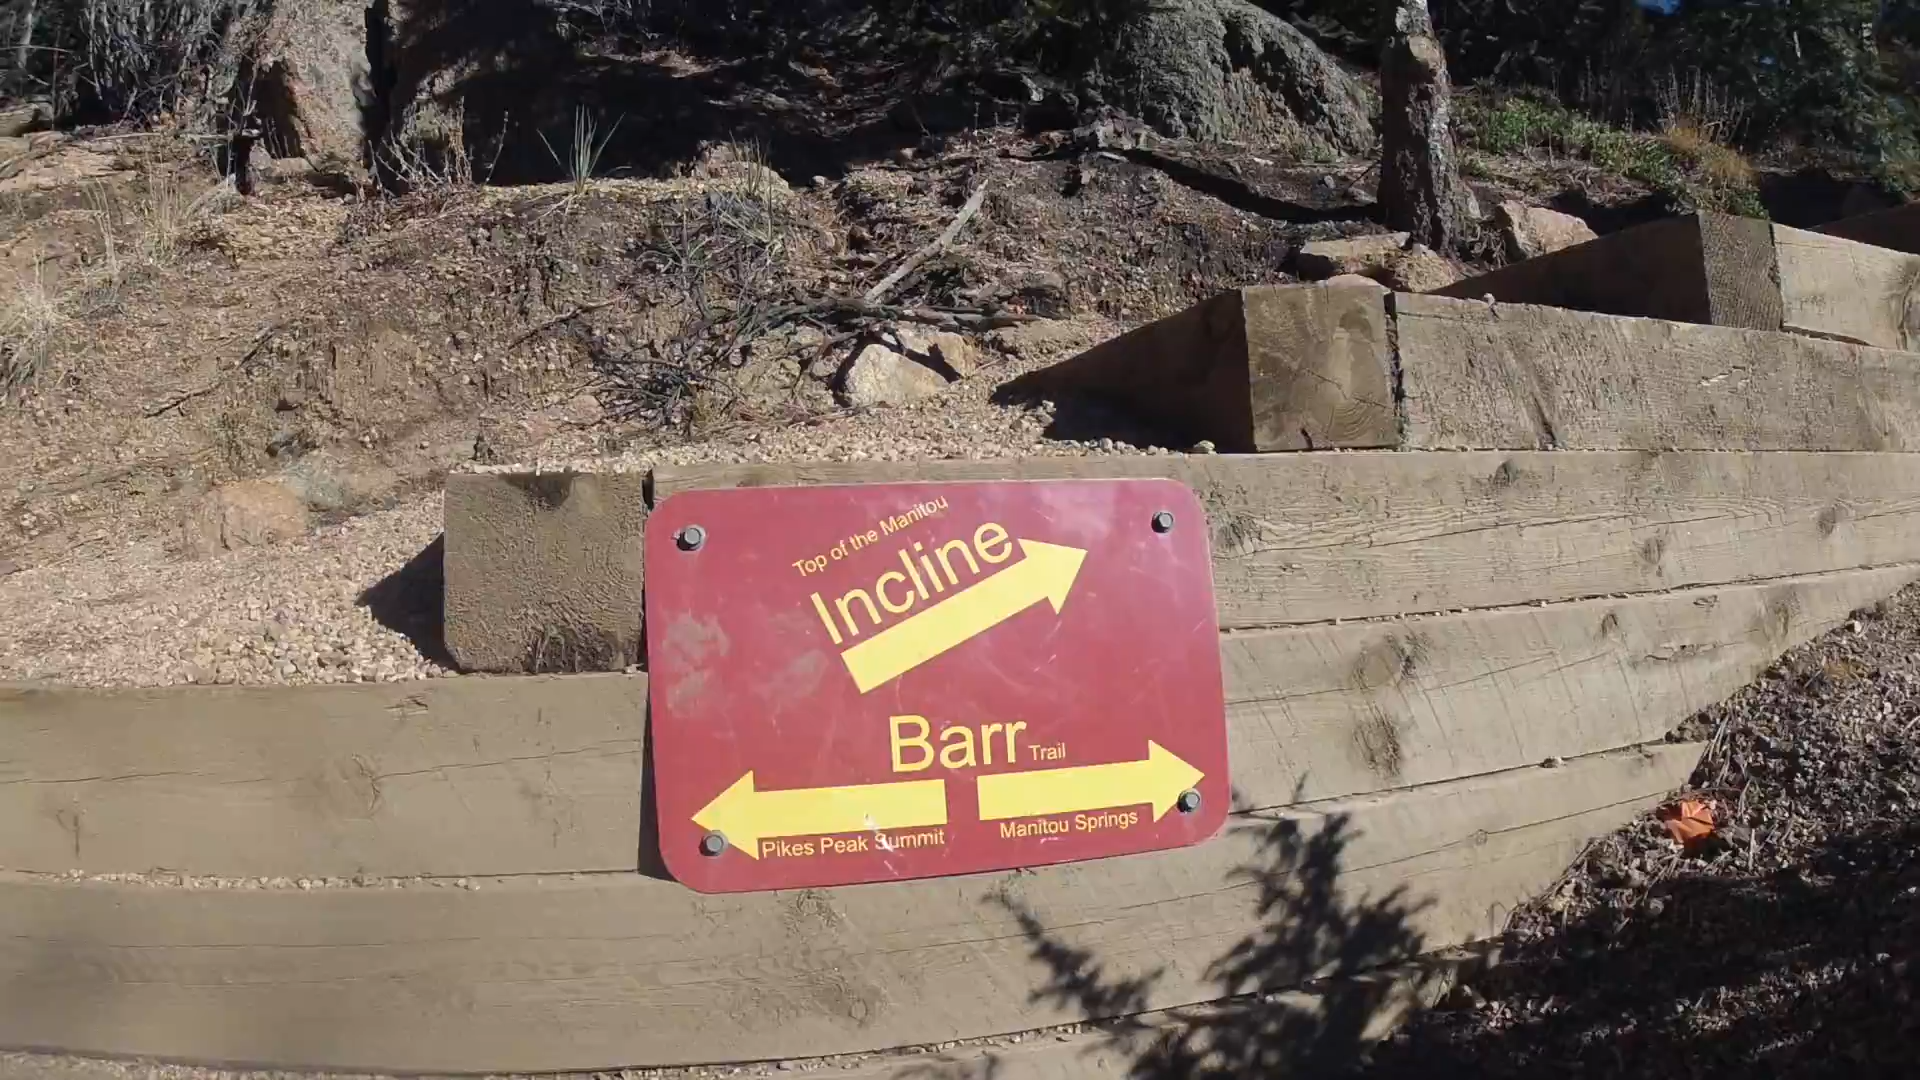 Top of the Manitou
Incline
Barr Trail
Pikes Peak Summit
Manitou Springs